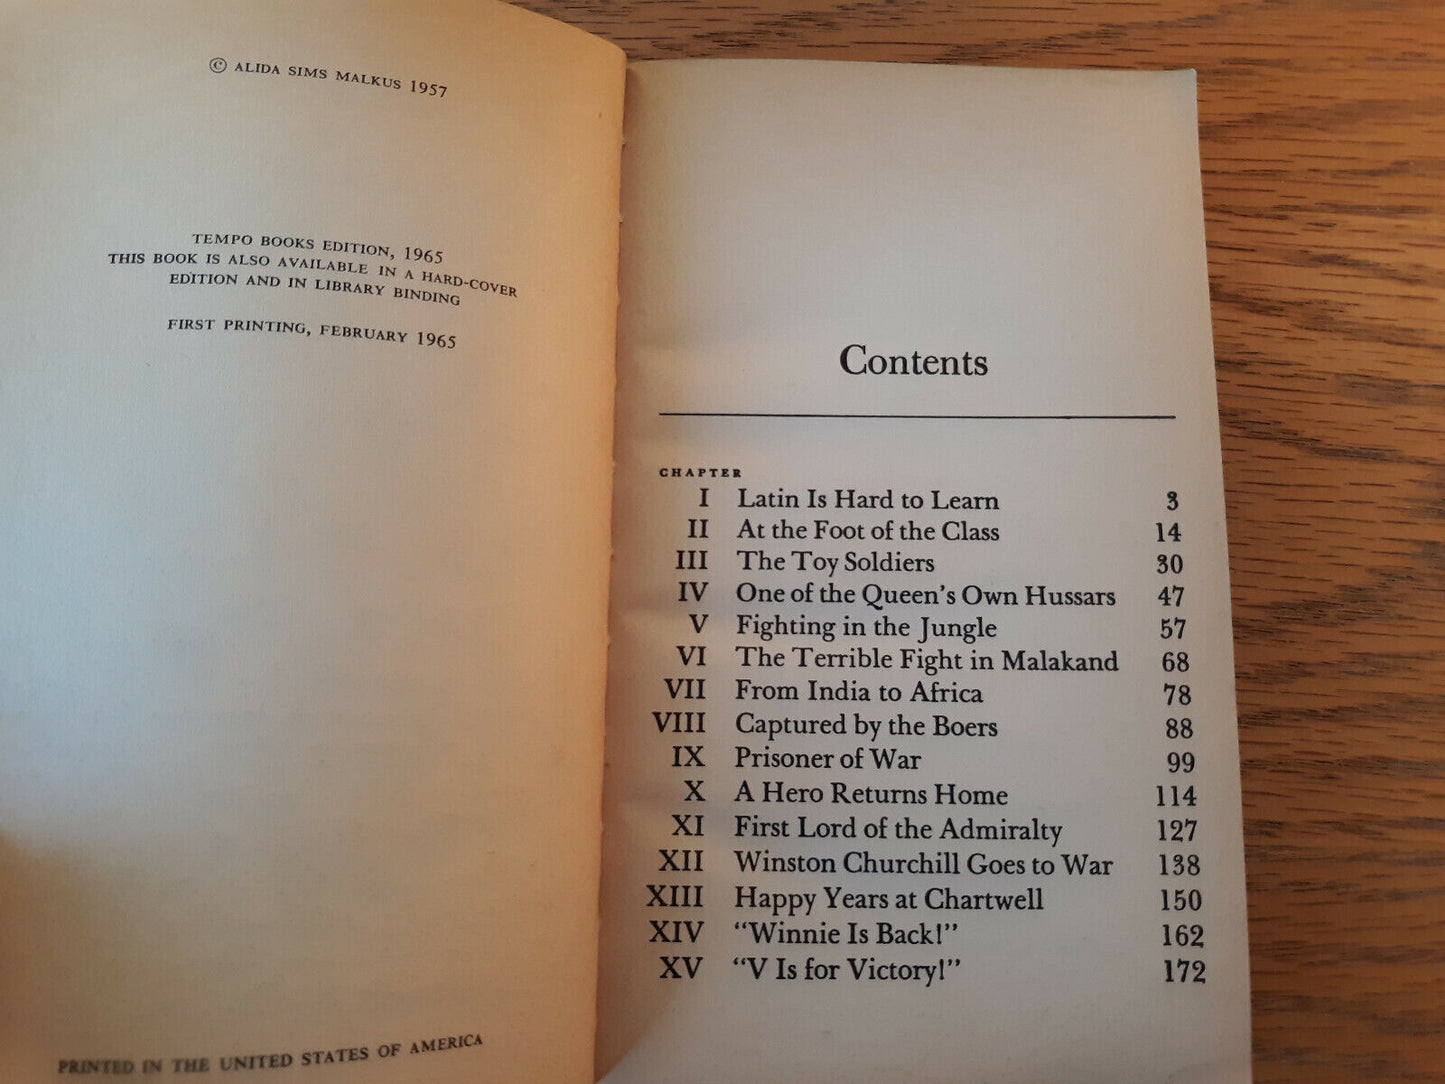 © ALIDA SIMS MALKUS 1957
TEMPO BOOKS EDITION, 1965
THIS BOOK IS ALSO AVAILABLE IN A HARD-COVER
EDITION AND IN LIBRARY BINDING
FIRST PRINTING, FEBRUARY 1965
PRINTED IN THE UNITED STATES OF AMERICA
Contents
CHAPTER
I Latin Is Hard to Learn 3
II At the Foot of the Class 14
III The Toy Soldiers 30
IV One of the Queen's Own Hussars 47
V Fighting in the Jungle 57
VI The Terrible Fight in Malakand 68
VII From India to Africa 78
VIII Captured by the Boers 88
IX Prisoner of War 99
X A Hero Returns Home 114
XI First Lord of the Admiralty 127
XII Winston Churchill Goes to War 138
XIII Happy Years at Chartwell 150
XIV "Winnie Is Back!" 162
XV "V Is for Victory!" 172